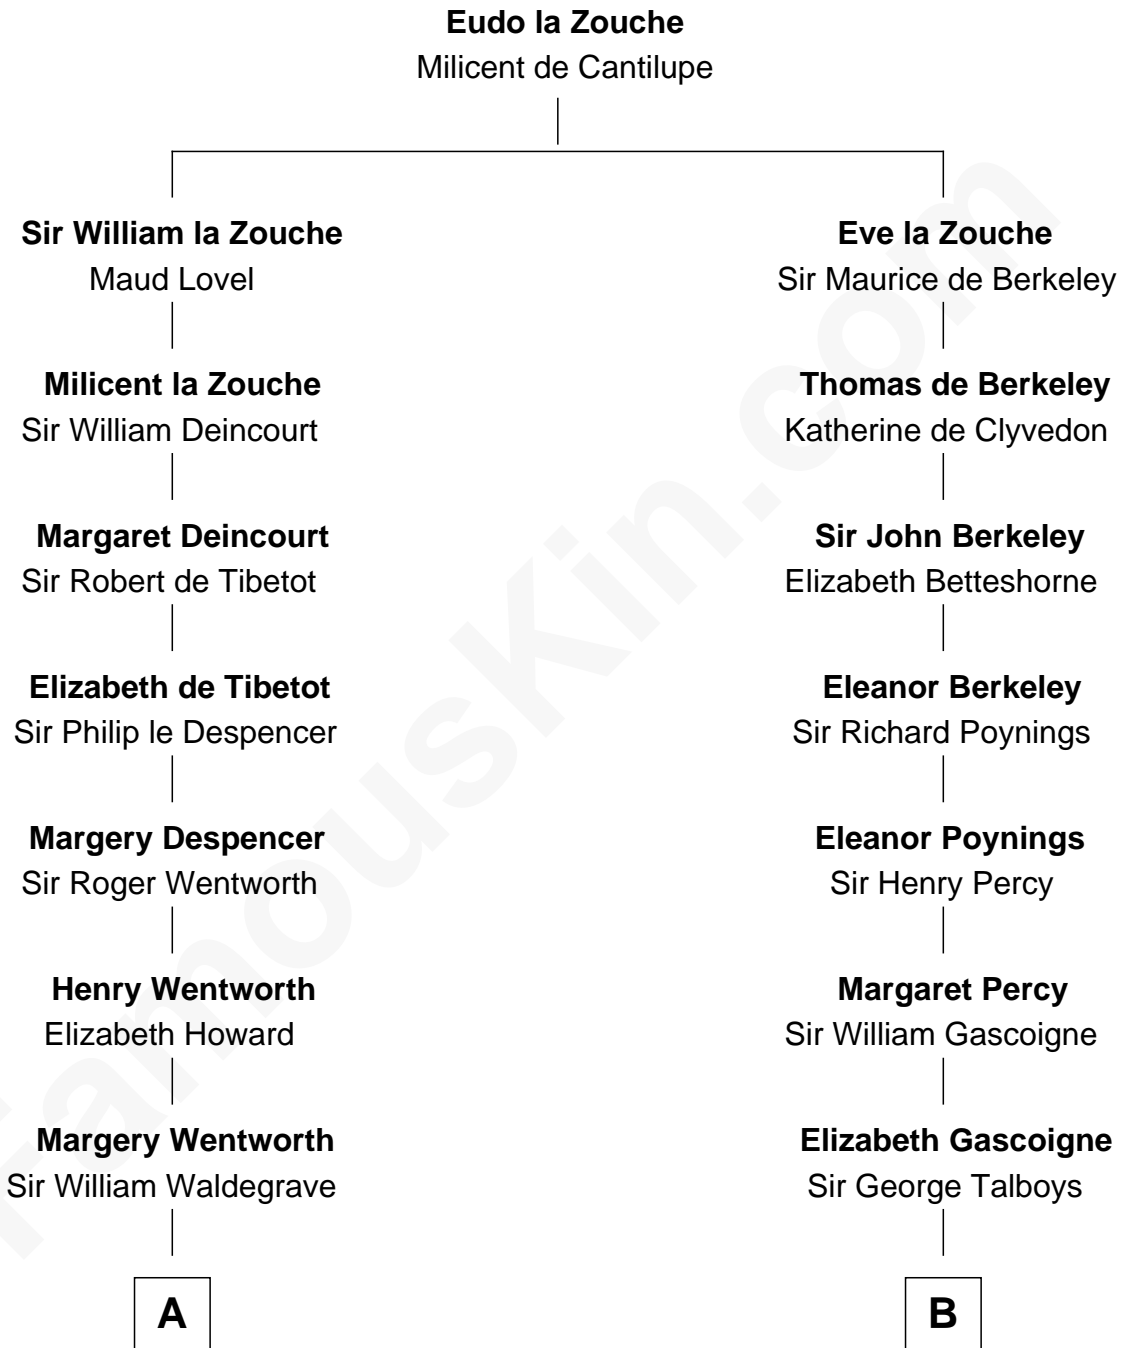 Eudo la Zouche
Milicent de Cantilupe
Sir William la Zouche
Maud Lovel
Eve la Zouche
Sir Maurice de Berkeley
Milicent la Zouche
Sir William Deincourt
Thomas de Berkeley
Katherine de Clyvedon
Margaret Deincourt
Sir Robert de Tibetot
Sir John Berkeley
Elizabeth Betteshorne
Elizabeth de Tibetot
Sir Philip le Despencer
Eleanor Berkeley
Sir Richard Poynings
Margery Despencer
Sir Roger Wentworth
Eleanor Poynings
Sir Henry Percy
Henry Wentworth
Elizabeth Howard
Margaret Percy
Sir William Gascoigne
Margery Wentworth
Sir William Waldegrave
Elizabeth Gascoigne
Sir George Talboys
A
B
FamousKin.com